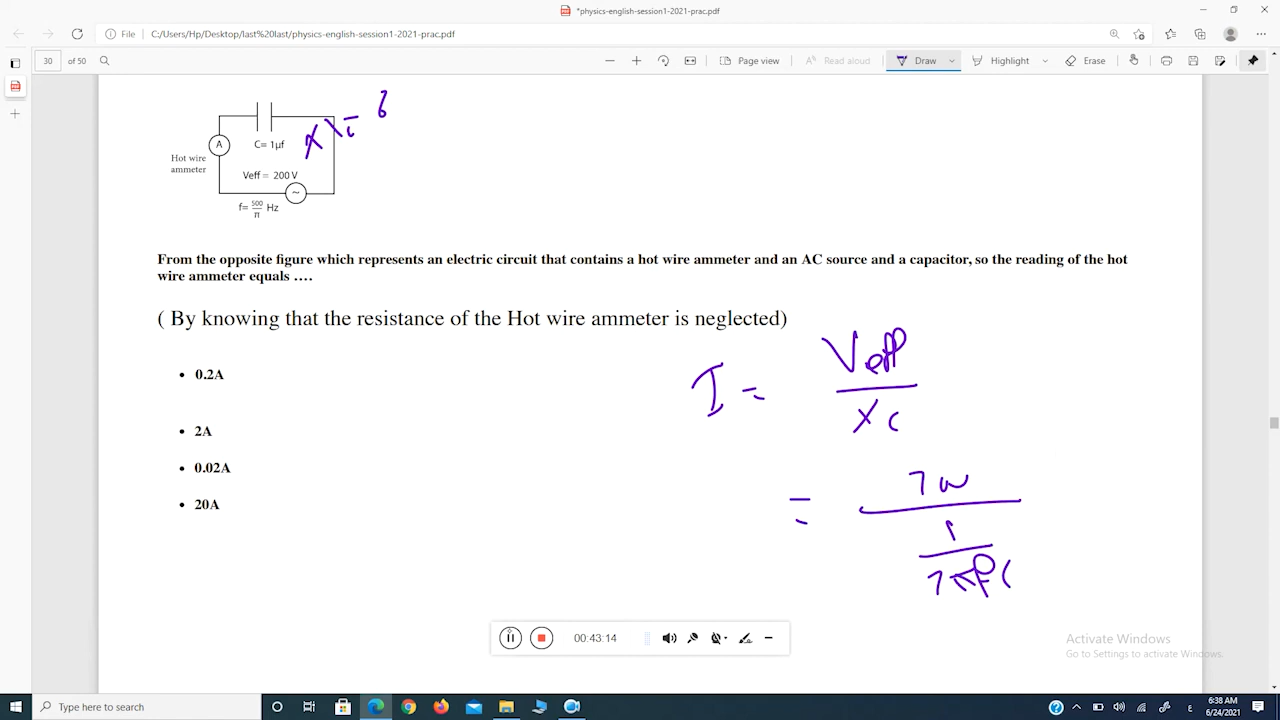 *physics-english-session1-2021-prac.pdf
File C:/Users/Hp/Desktop/last%20last/physics-english-session1-2021-prac.pdf
30 of 50 Page view Read aloud Draw Highlight Erase
A
C= 1µf
Hot wire
ammeter
Veff = 200 V
~
f= 500/π Hz
From the opposite figure which represents an electric circuit that contains a hot wire ammeter and an AC source and a capacitor, so the reading of the hot
wire ammeter equals ....
( By knowing that the resistance of the Hot wire ammeter is neglected)
• 0.2A
• 2A
• 0.02A
• 20A
I = Veff
Xc
=
1
00:43:14
Activate Windows
Go to Settings to activate Windows.
Type here to search
6:38 AM
6/24/2021